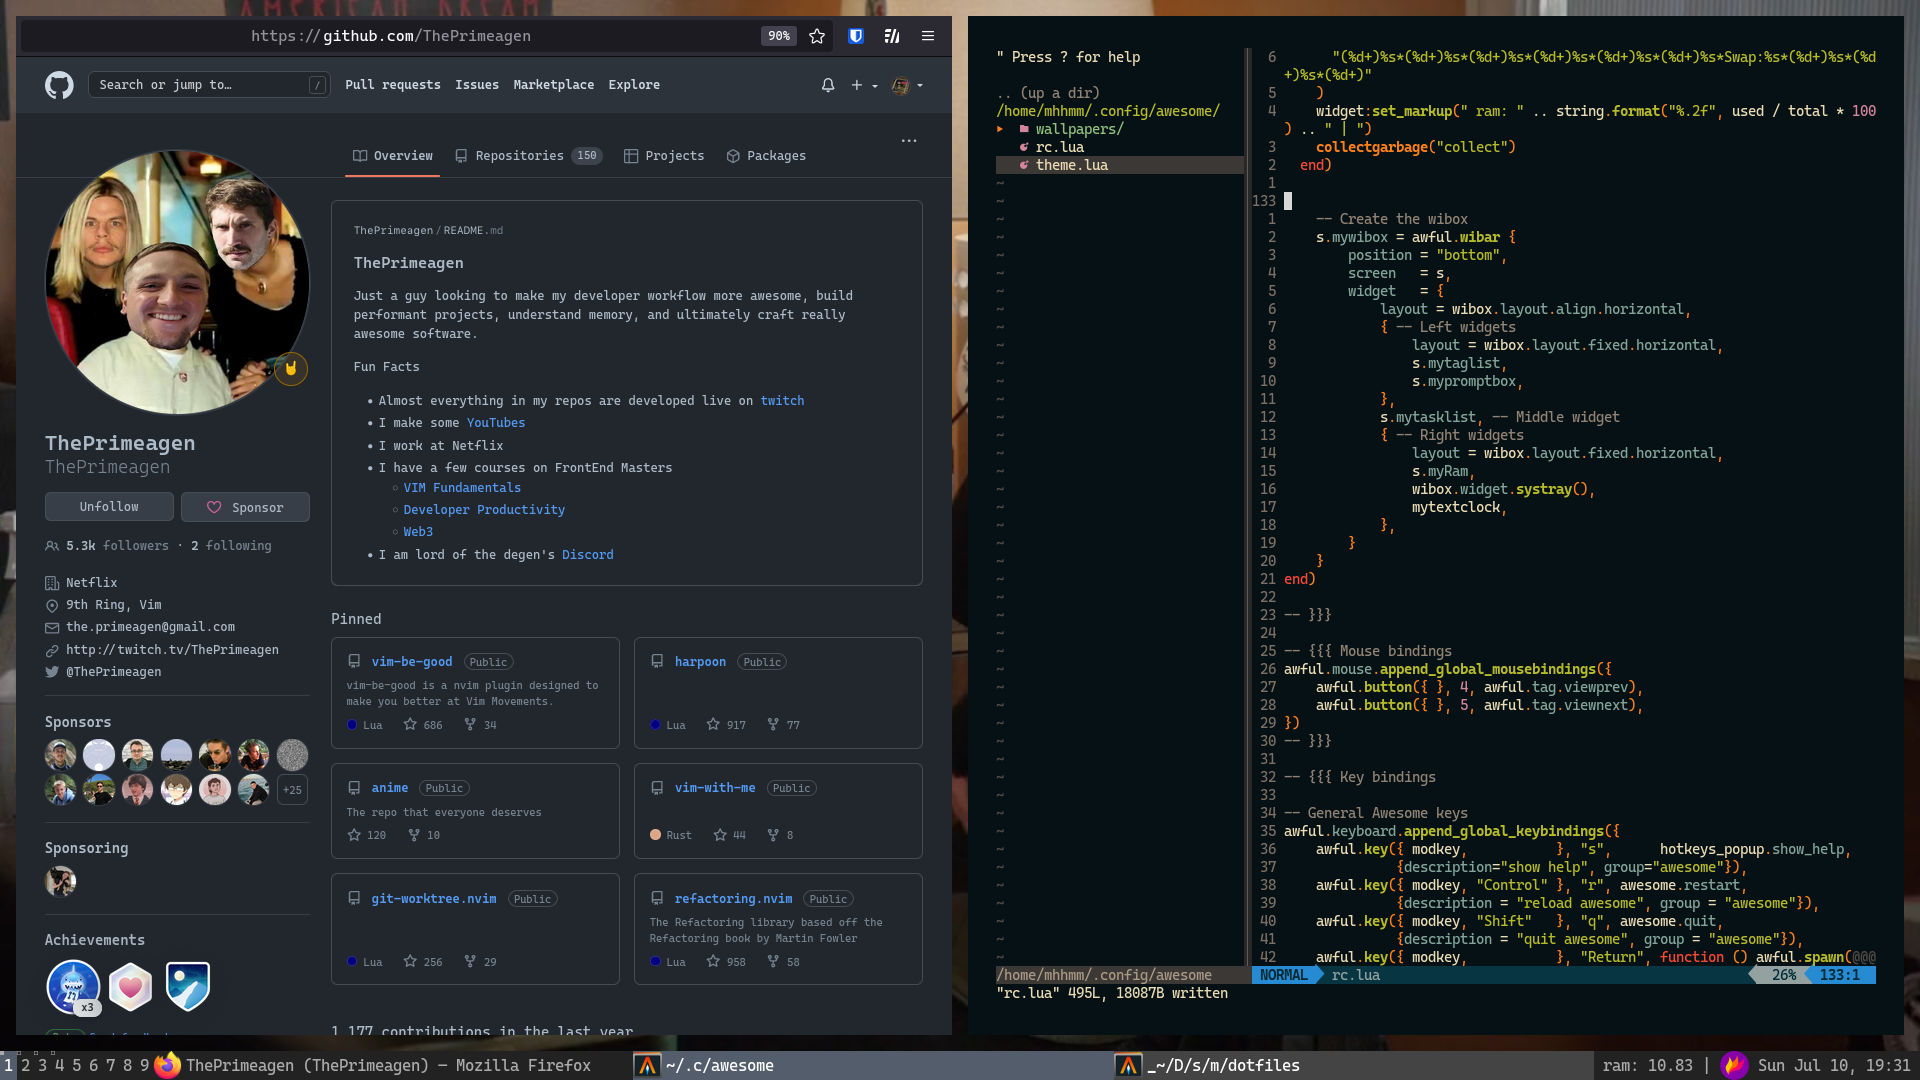 AMERICAN DREAM
https://github.com/ThePrimeagen
90%
Search or jump to…
/
Pull requests Issues Marketplace Explore
Overview Repositories 150 Projects Packages
ThePrimeagen/README.md
ThePrimeagen
Just a guy looking to make my developer workflow more awesome, build
performant projects, understand memory, and ultimately craft really
awesome software.
Fun Facts
• Almost everything in my repos are developed live on twitch
• I make some YouTubes
• I work at Netflix
• I have a few courses on FrontEnd Masters
◦ VIM Fundamentals
◦ Developer Productivity
◦ Web3
• I am lord of the degen's Discord
ThePrimeagen
ThePrimeagen
Unfollow
Sponsor
5.3k followers · 2 following
Netflix
9th Ring, Vim
the.primeagen@gmail.com
http://twitch.tv/ThePrimeagen
@ThePrimeagen
Sponsors
+25
Sponsoring
Achievements
x3
Pinned
vim-be-good Public
vim-be-good is a nvim plugin designed to
make you better at Vim Movements.
Lua 686 34
harpoon Public
Lua 917 77
anime Public
The repo that everyone deserves
120 10
vim-with-me Public
Rust 44 8
git-worktree.nvim Public
Lua 256 29
refactoring.nvim Public
The Refactoring library based off the
Refactoring book by Martin Fowler
Lua 958 58
1,177 contributions in the last year
" Press ? for help
.. (up a dir)
/home/mhhmm/.config/awesome/
▸ wallpapers/
rc.lua
theme.lua
/home/mhhmm/.config/awesome
6 "(%d+)%s*(%d+)%s*(%d+)%s*(%d+)%s*(%d+)%s*(%d+)%s*Swap:%s*(%d+)%s*(%d
+)%s*(%d+)"
5 )
4 widget:set_markup(" ram: " .. string.format("%.2f", used / total * 100
) .. " | ")
3 collectgarbage("collect")
2 end)
1
133
1 -- Create the wibox
2 s.mywibox = awful.wibar {
3 position = "bottom",
4 screen = s,
5 widget = {
6 layout = wibox.layout.align.horizontal,
7 { -- Left widgets
8 layout = wibox.layout.fixed.horizontal,
9 s.mytaglist,
10 s.mypromptbox,
11 },
12 s.mytasklist, -- Middle widget
13 { -- Right widgets
14 layout = wibox.layout.fixed.horizontal,
15 s.myRam,
16 wibox.widget.systray(),
17 mytextclock,
18 },
19 }
20 }
21 end)
22
23 -- }}}
24
25 -- {{{ Mouse bindings
26 awful.mouse.append_global_mousebindings({
27 awful.button({ }, 4, awful.tag.viewprev),
28 awful.button({ }, 5, awful.tag.viewnext),
29 })
30 -- }}}
31
32 -- {{{ Key bindings
33
34 -- General Awesome keys
35 awful.keyboard.append_global_keybindings({
36 awful.key({ modkey, }, "s", hotkeys_popup.show_help,
37 {description="show help", group="awesome"}),
38 awful.key({ modkey, "Control" }, "r", awesome.restart,
39 {description = "reload awesome", group = "awesome"}),
40 awful.key({ modkey, "Shift" }, "q", awesome.quit,
41 {description = "quit awesome", group = "awesome"}),
42 awful.key({ modkey, }, "Return", function () awful.spawn(@@@
NORMAL rc.lua 26% 133:1
"rc.lua" 495L, 18087B written
1 2 3 4 5 6 7 8 9 ThePrimeagen (ThePrimeagen) — Mozilla Firefox ~/.c/awesome _~/D/s/m/dotfiles ram: 10.83 | Sun Jul 10, 19:31